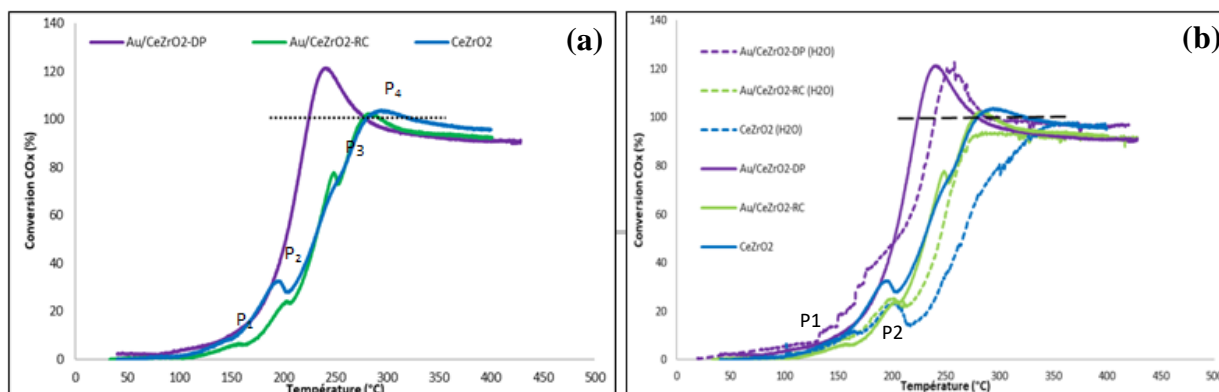 140
120
100
80
60
40
20
0
Conversion COx (%)
Au/CeZrO2-DP Au/CeZrO2-RC CeZrO2
(a)
P4
P3
P2
P1
0 50 100 150 200 250 300 350 400 450 500
Température (°C)
140
120
100
80
60
40
20
0
Conversion COx (%)
(b)
Au/CeZrO2-DP (H2O)
Au/CeZrO2-RC (H2O)
CeZrO2 (H2O)
Au/CeZrO2-DP
Au/CeZrO2-RC
CeZrO2
P1
P2
0 50 100 150 200 250 300 350 400 450 500
Température (°C)